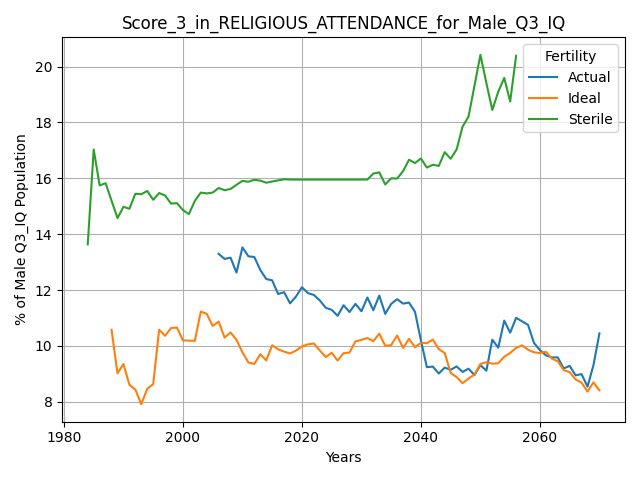 Score_3_in_RELIGIOUS_ATTENDANCE_for_Male_Q3_IQ
% of Male Q3_IQ Population
20
18
16
14
12
10
8
Fertility
Actual
Ideal
Sterile
1980
2000
2020
2040
2060
Years